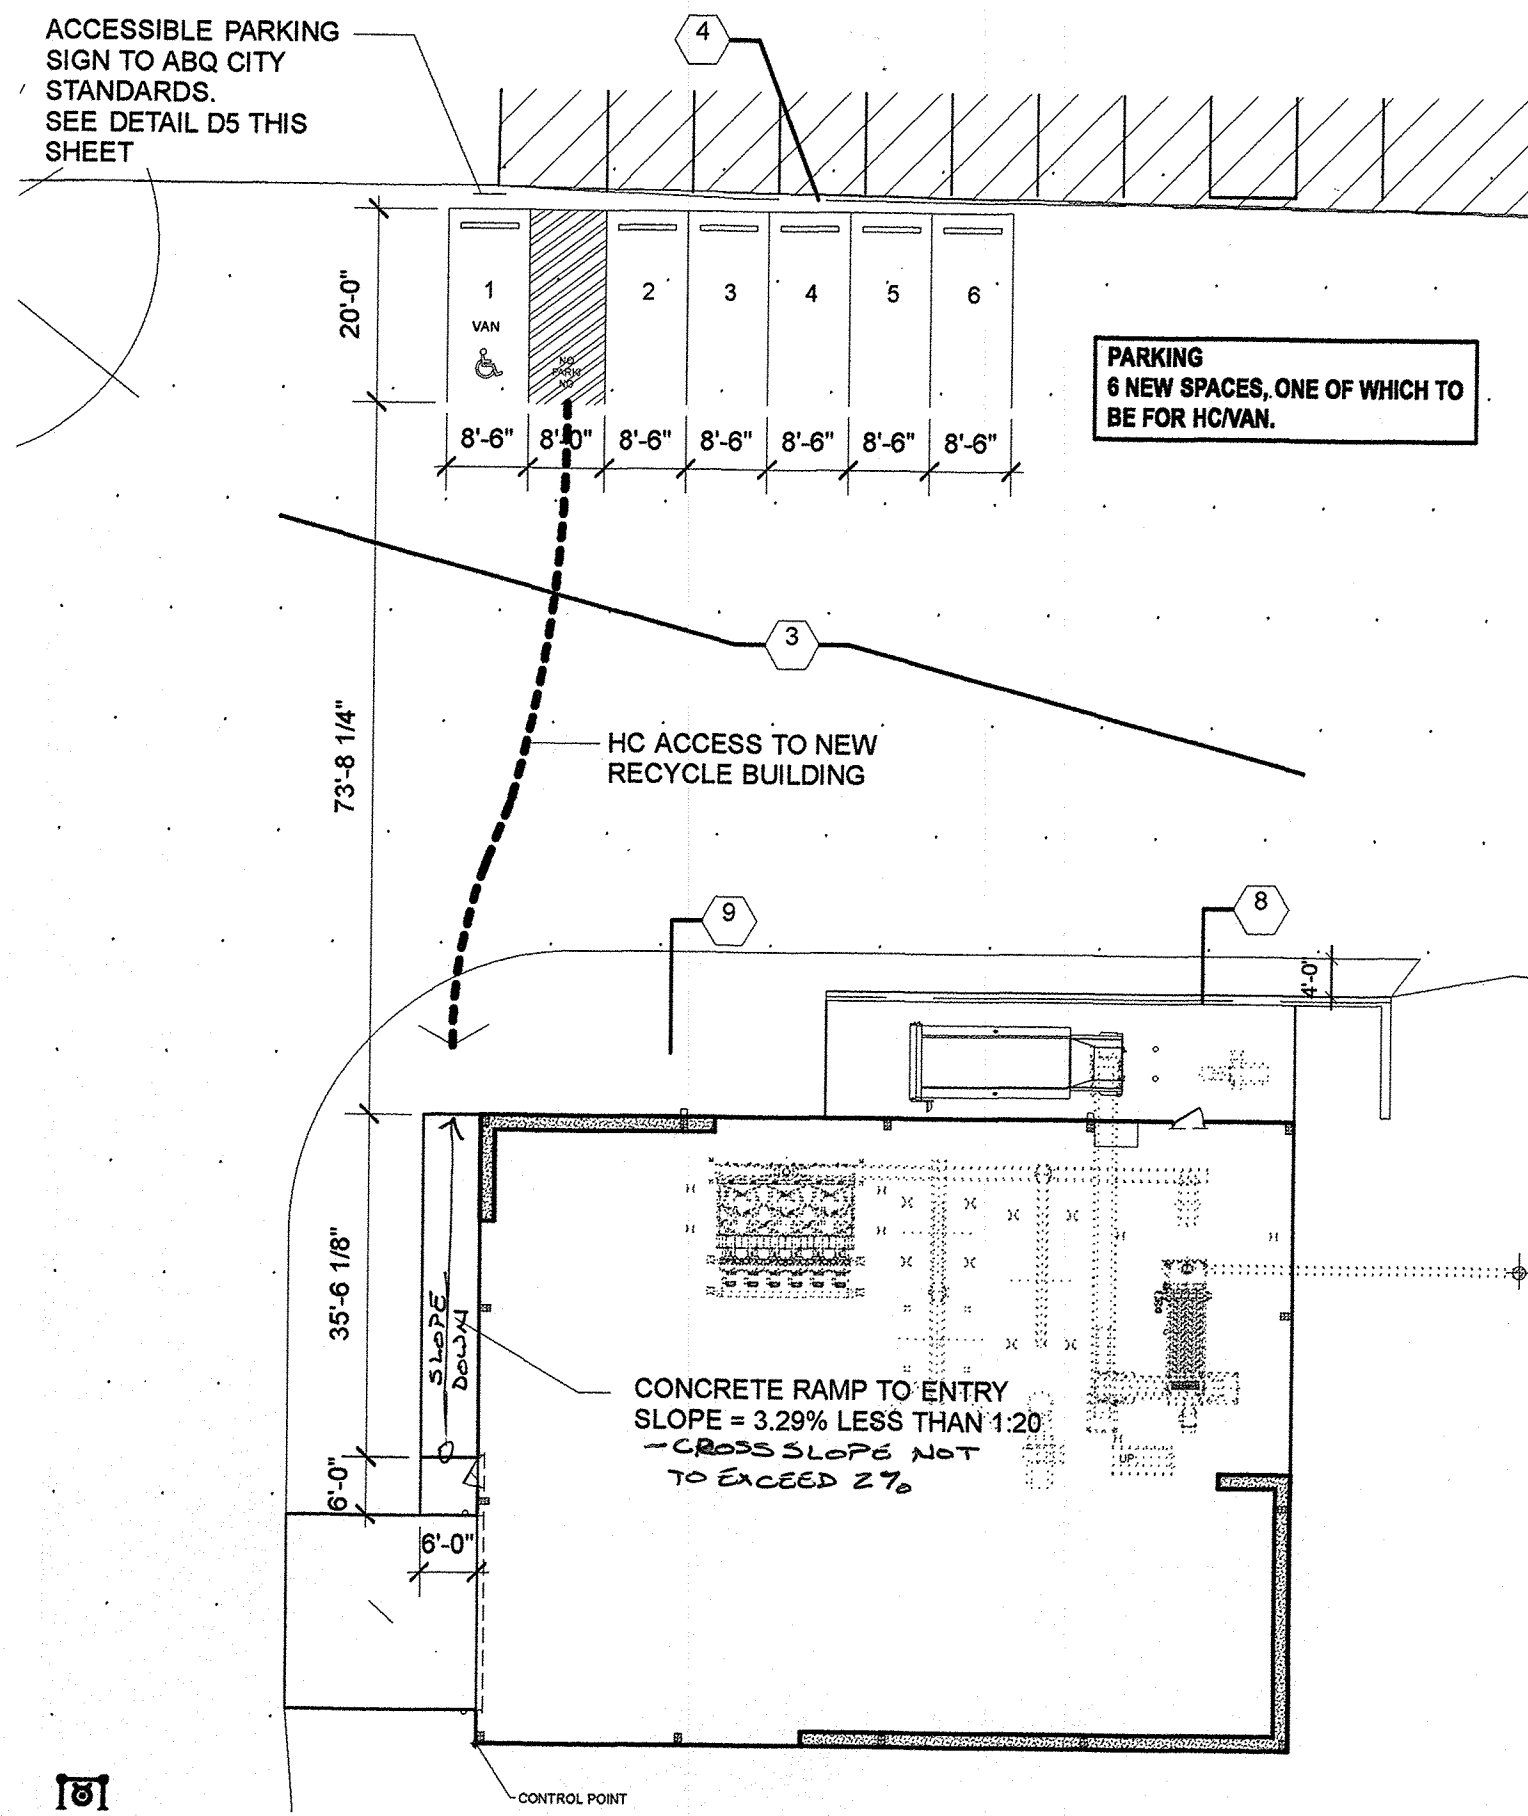 ACCESSIBLE PARKING
SIGN TO ABQ CITY
STANDARDS.
SEE DETAIL D5 THIS
SHEET
4
20'-0"
1
VAN
NO
PARKI
NG
2
3
4
5
6
PARKING
6 NEW SPACES, ONE OF WHICH TO
BE FOR HC/VAN.
8'-6"
8'-0"
8'-6"
8'-6"
8'-6"
8'-6"
8'-6"
3
73'-8 1/4"
HC ACCESS TO NEW
RECYCLE BUILDING
9
8
4'-0"
35'-6 1/8"
SLOPE
DOWN
CONCRETE RAMP TO ENTRY
SLOPE = 3.29% LESS THAN 1:20
- CROSS SLOPE NOT
TO EXCEED 2%
UP
6'-0"
6'-0"
CONTROL POINT